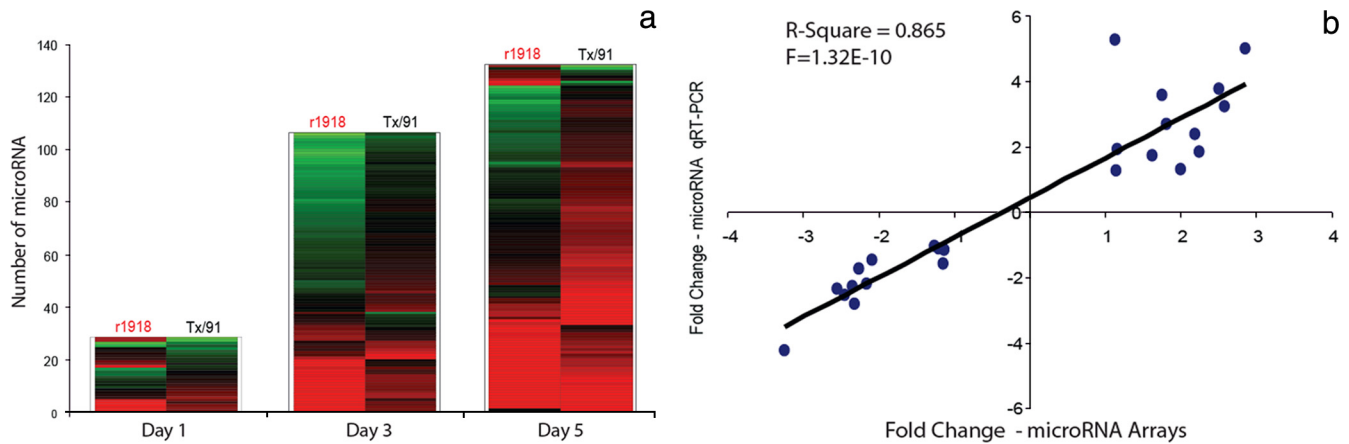 a
Number of microRNA
140
120
100
80
60
40
20
0
r1918 Tx/91
r1918 Tx/91
r1918 Tx/91
Day 1 Day 3 Day 5
b
R-Square = 0.865
F=1.32E-10
Fold Change - microRNA qRT-PCR
6
4
2
0
-2
-4
-6
-4 -3 -2 -1 1 2 3 4
Fold Change - microRNA Arrays